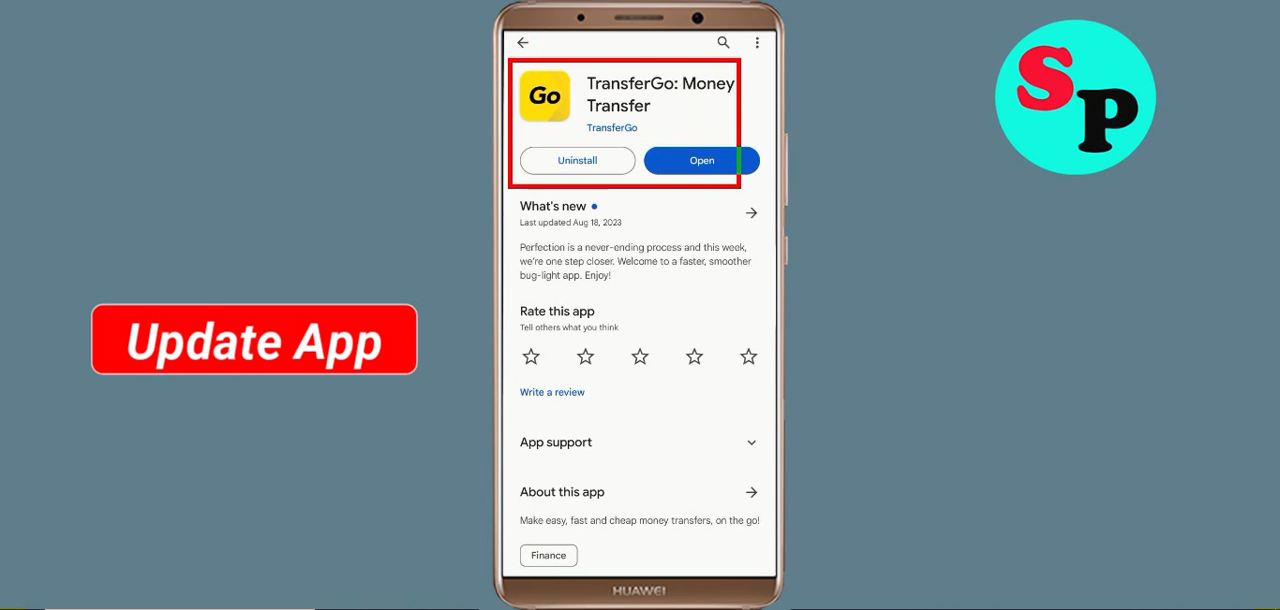 TransferGo: Money
Transfer
TransferGo
Go
Uninstall
Open
What's new
Last updated Aug 18, 2023
Perfection is a never-ending process and this week,
we're one step closer. Welcome to a faster, smoother
bug-light app. Enjoy!
Rate this app
Tell others what you think
Write a review
App support
About this app
Make easy, fast and cheap money transfers, on the go!
Finance
HUAWEI
Update App
SP